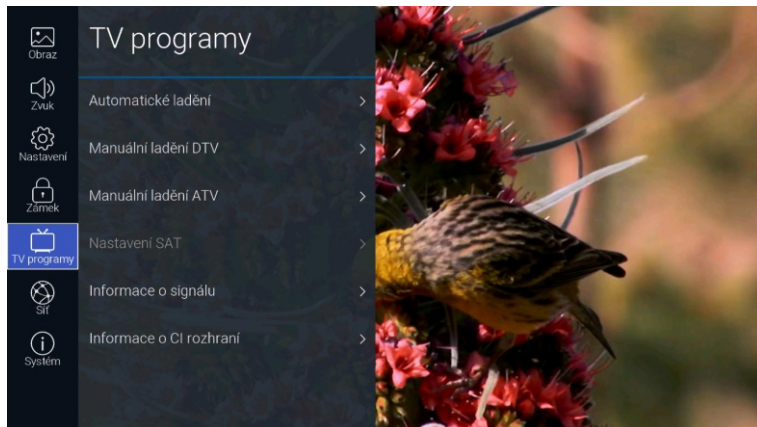 Obraz
Zvuk
Nastavení
Zámek
TV programy
Síť
Systém
TV programy
Automatické ladění
Manuální ladění DTV
Manuální ladění ATV
Nastavení SAT
Informace o signálu
Informace o CI rozhraní